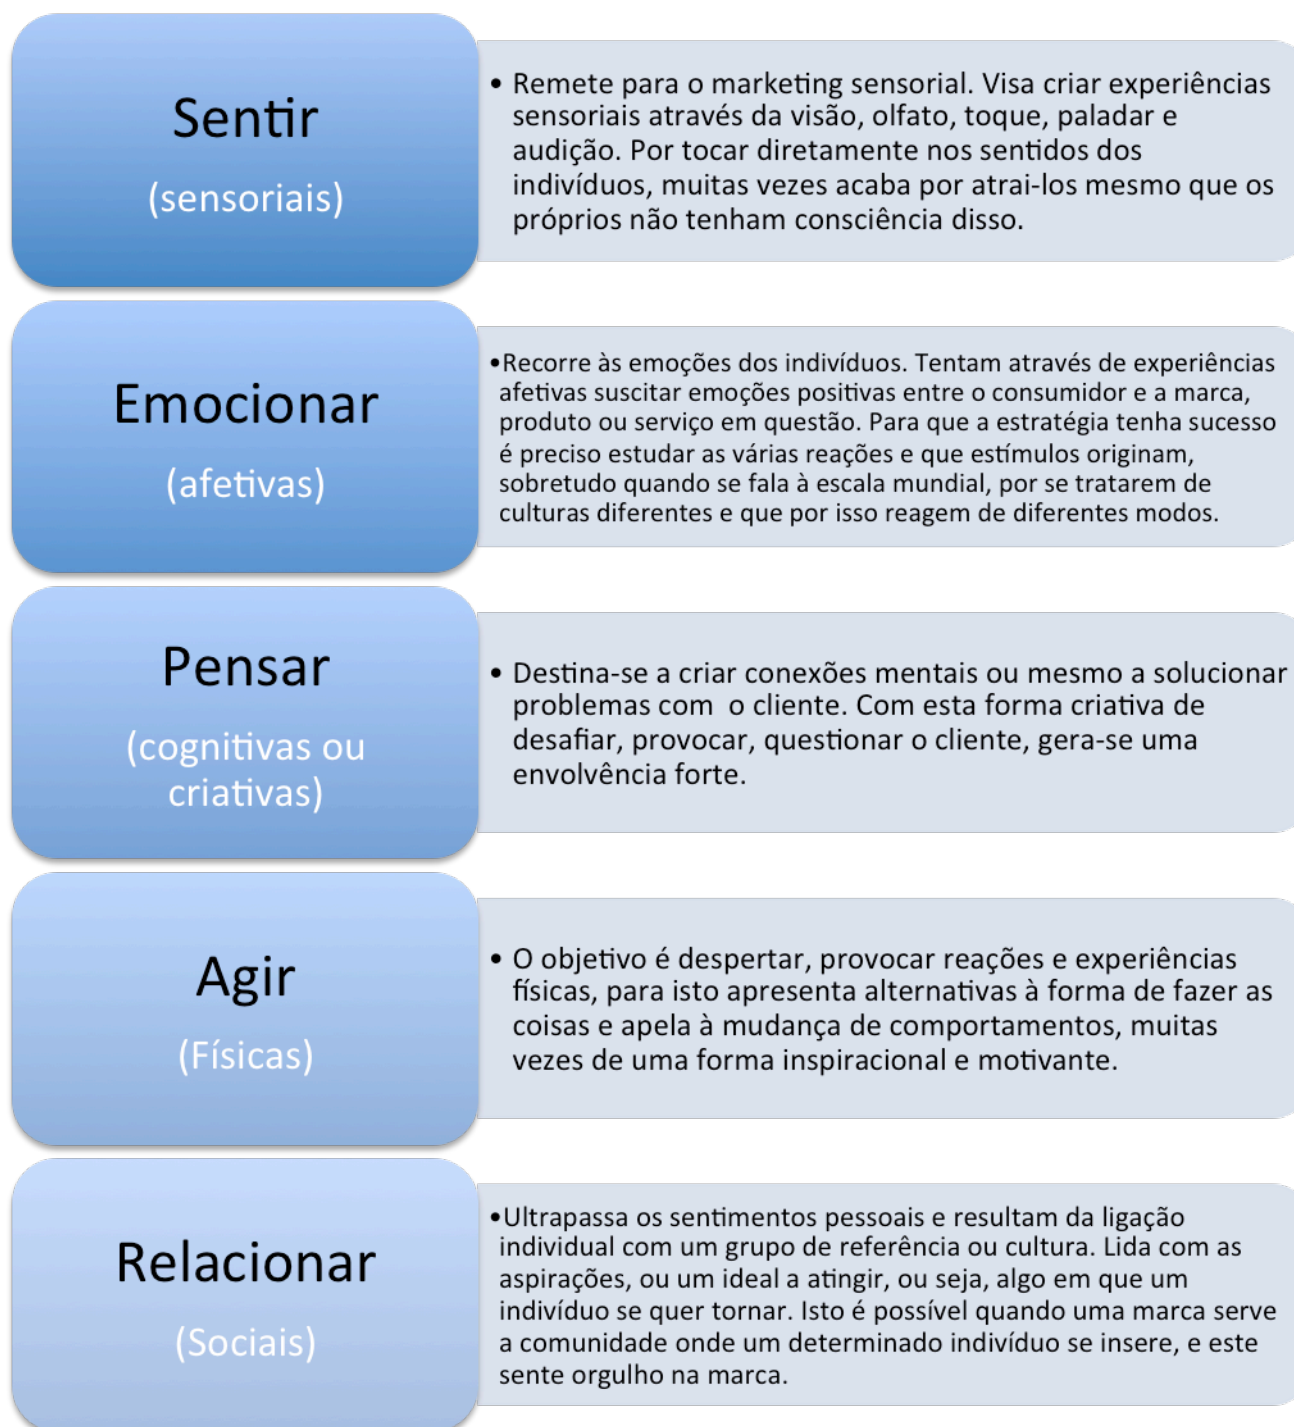 Sentir
(sensoriais)
• Remete para o marketing sensorial. Visa criar experiências
sensoriais através da visão, olfato, toque, paladar e
audição. Por tocar diretamente nos sentidos dos
indivíduos, muitas vezes acaba por atrai-los mesmo que os
próprios não tenham consciência disso.
Emocionar
(afetivas)
•Recorre às emoções dos indivíduos. Tentam através de experiências
afetivas suscitar emoções positivas entre o consumidor e a marca,
produto ou serviço em questão. Para que a estratégia tenha sucesso
é preciso estudar as várias reações e que estímulos originam,
sobretudo quando se fala à escala mundial, por se tratarem de
culturas diferentes e que por isso reagem de diferentes modos.
Pensar
(cognitivas ou
criativas)
• Destina-se a criar conexões mentais ou mesmo a solucionar
problemas com  o cliente. Com esta forma criativa de
desafiar, provocar, questionar o cliente, gera-se uma
envolvência forte.
Agir
(Físicas)
• O objetivo é despertar, provocar reações e experiências
físicas, para isto apresenta alternativas à forma de fazer as
coisas e apela à mudança de comportamentos, muitas
vezes de uma forma inspiracional e motivante.
Relacionar
(Sociais)
•Ultrapassa os sentimentos pessoais e resultam da ligação
individual com um grupo de referência ou cultura. Lida com as
aspirações, ou um ideal a atingir, ou seja, algo em que um
indivíduo se quer tornar. Isto é possível quando uma marca serve
a comunidade onde um determinado indivíduo se insere, e este
sente orgulho na marca.